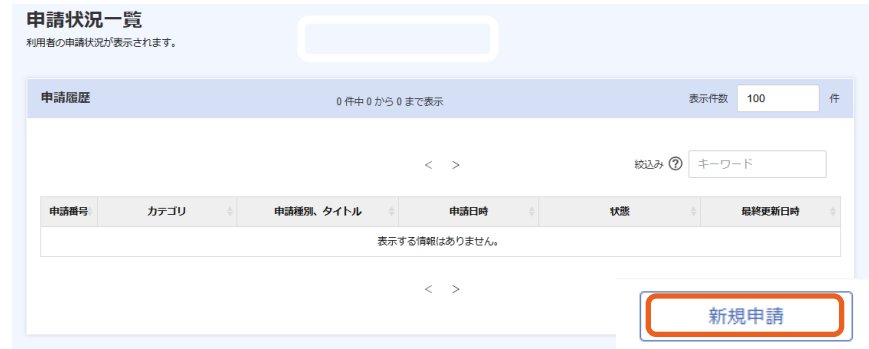 申請状況一覧
利用者の申請状況が表示されます。
申請履歴 0 件中 0 から 0 まで表示 表示件数 100 件
< > 絞込み ? キーワード
申請番号 カテゴリ 申請種別、タイトル 申請日時 状態 最終更新日時
表示する情報はありません。
< >
新規申請